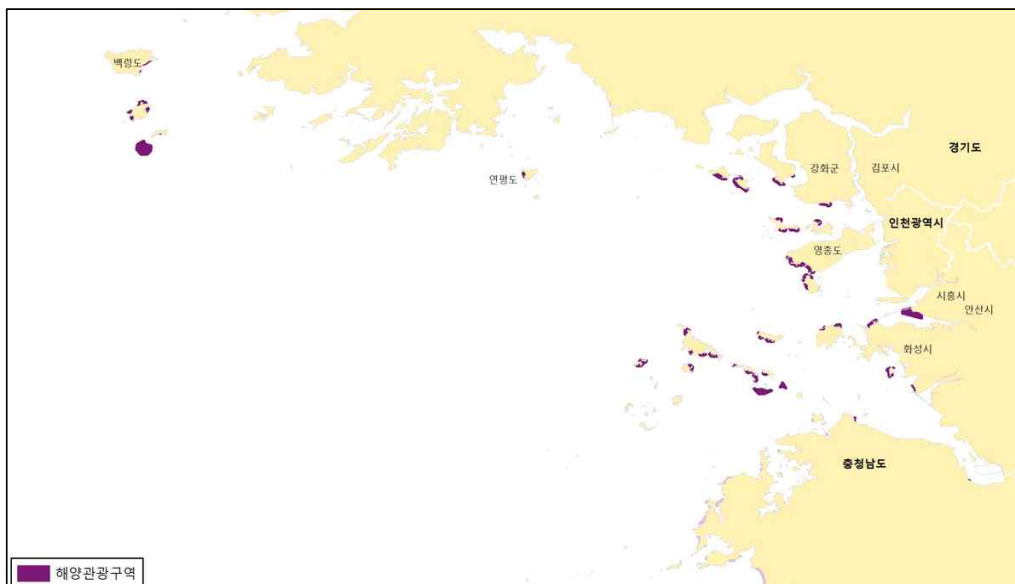 백령도
연평도
강화군
김포시
경기도
인천광역시
영종도
시흥시
안산시
화성시
충청남도
해양관광구역